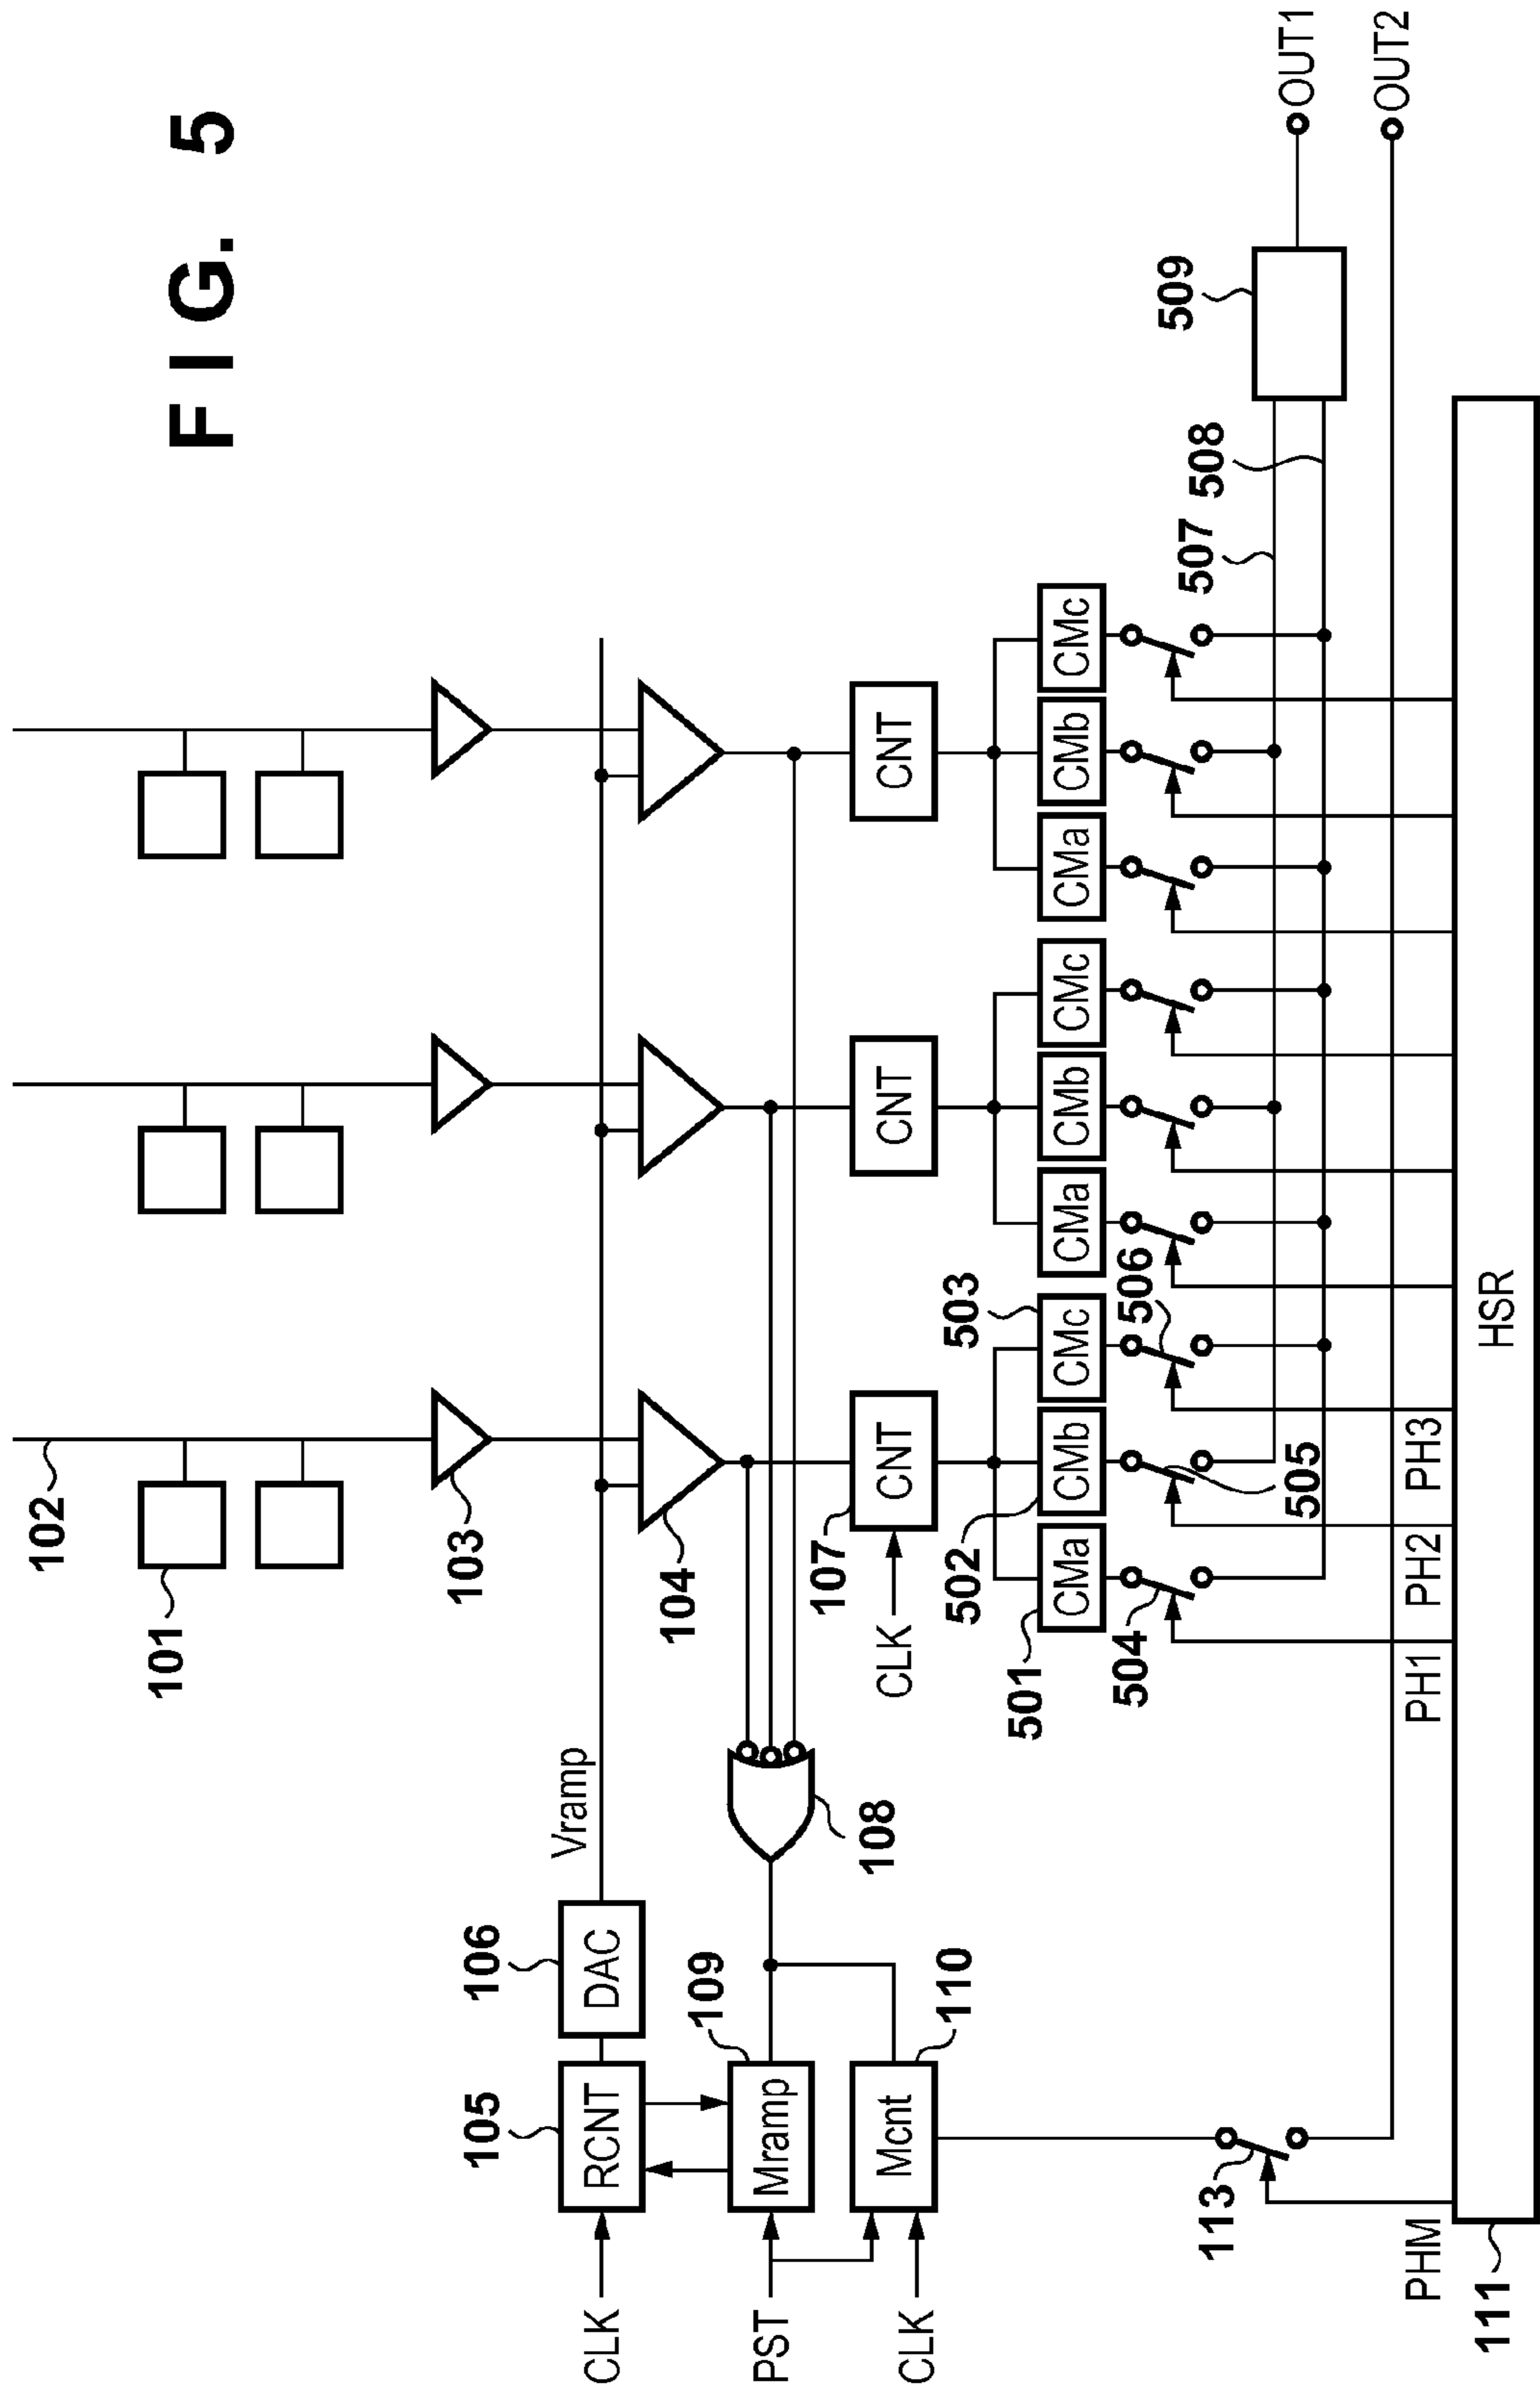 FIG. 5
102
101
103
Vramp
104
106
DAC
105
RCNT
CLK
109
Mramp
PST
110
Mcnt
CLK
108
107
CNT
CNT
CNT
CLK
503
502
501
CMa
CMb
CMc
CMa
CMb
CMc
CMa
CMb
CMc
504
505
506
507
508
509
OUT1
OUT2
113
PHM
PH1
PH2
PH3
HSR
111